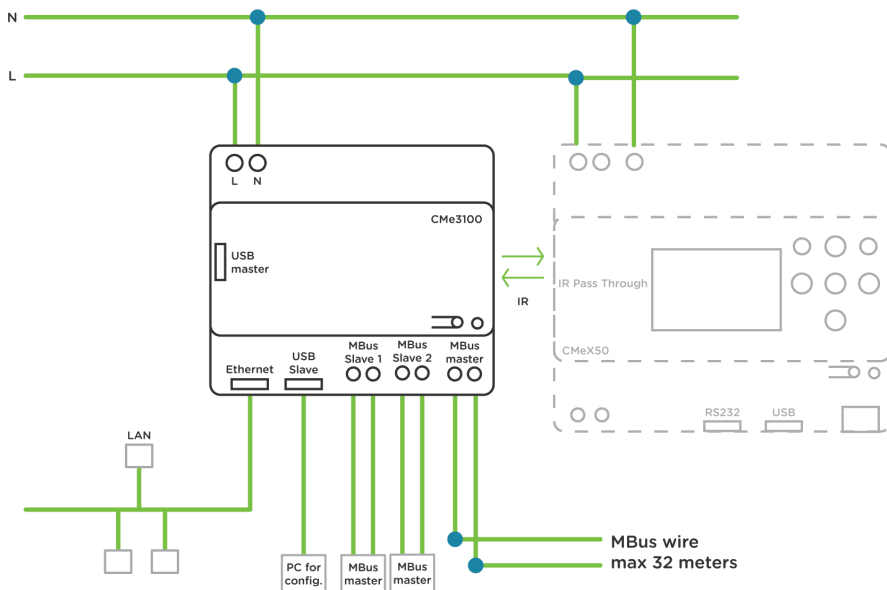 N
L
L N
CMe3100
USB
master
IR
IR Pass Through
CMeX50
Ethernet
USB
Slave
MBus
Slave 1
MBus
Slave 2
MBus
master
RS232
USB
LAN
PC for
config.
MBus
master
MBus
master
MBus wire
max 32 meters